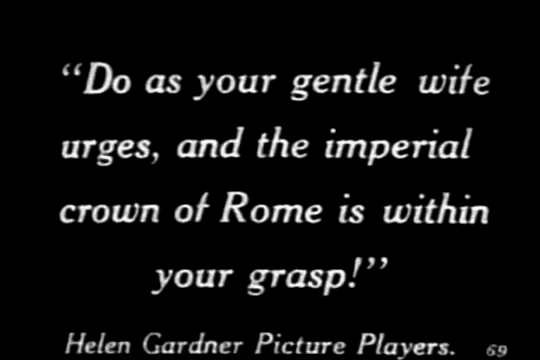 “Do as your gentle wife
urges, and the imperial
crown of Rome is within
your grasp!”
Helen Gardner Picture Players. 69